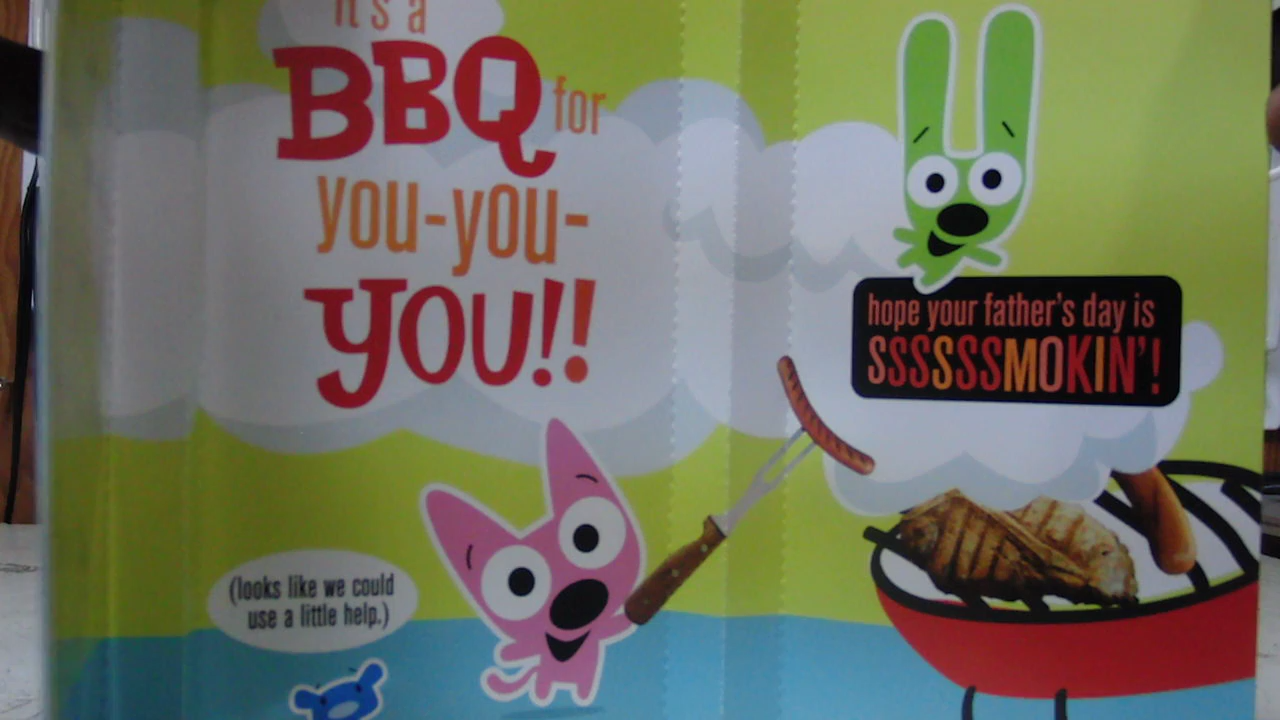 it's a
BBQ for
you-you-
you!!
hope your father's day is
SSSSSSMOKIN'!
(looks like we could
use a little help.)